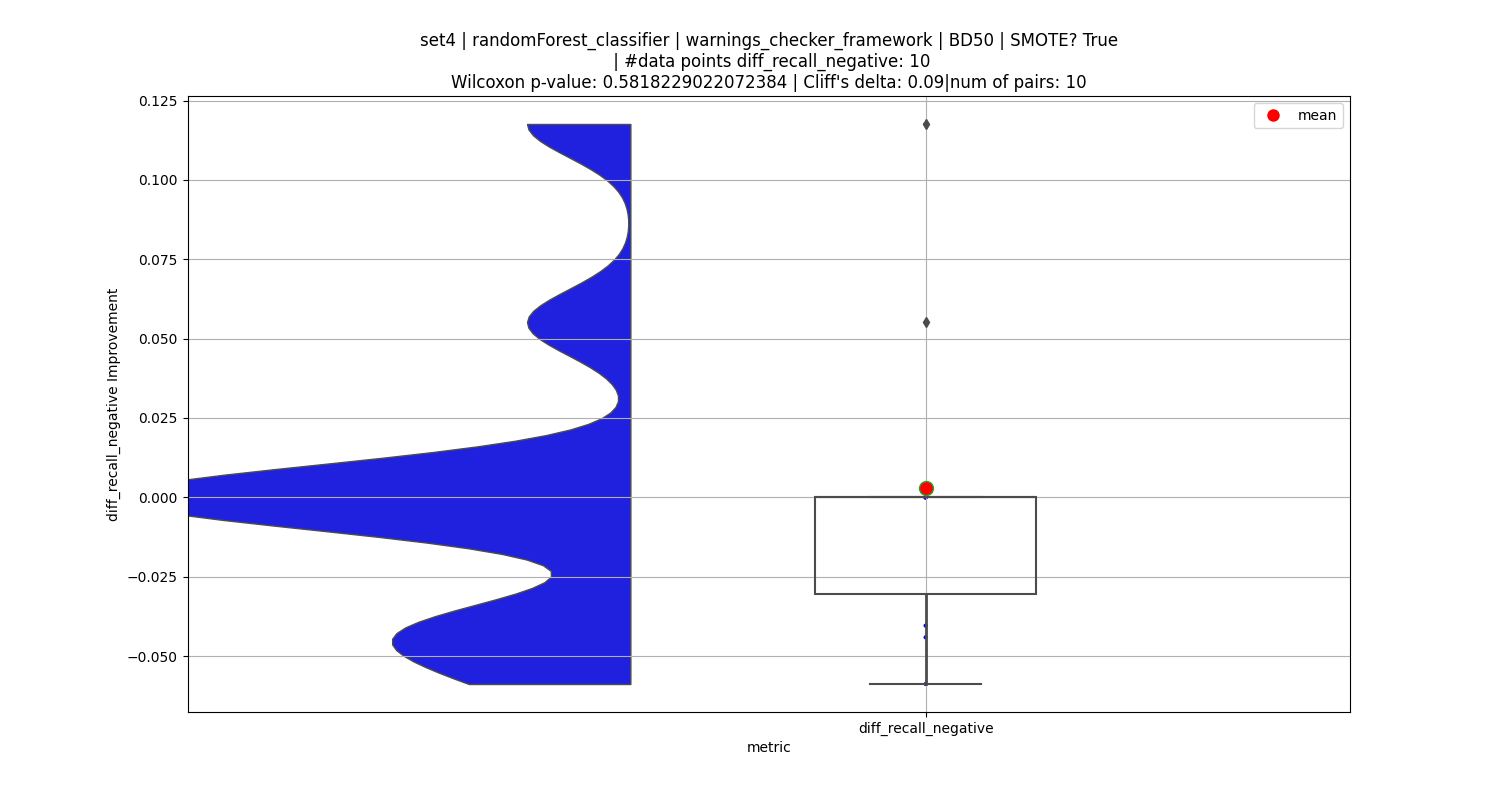 set4 | randomForest_classifier | warnings_checker_framework | BD50 | SMOTE? True
| #data points diff_recall_negative: 10
Wilcoxon p-value: 0.5818229022072384 | Cliff's delta: 0.09|num of pairs: 10
mean
0.125
0.100
0.075
0.050
0.025
0.000
−0.025
−0.050
diff_recall_negative Improvement
diff_recall_negative
metric